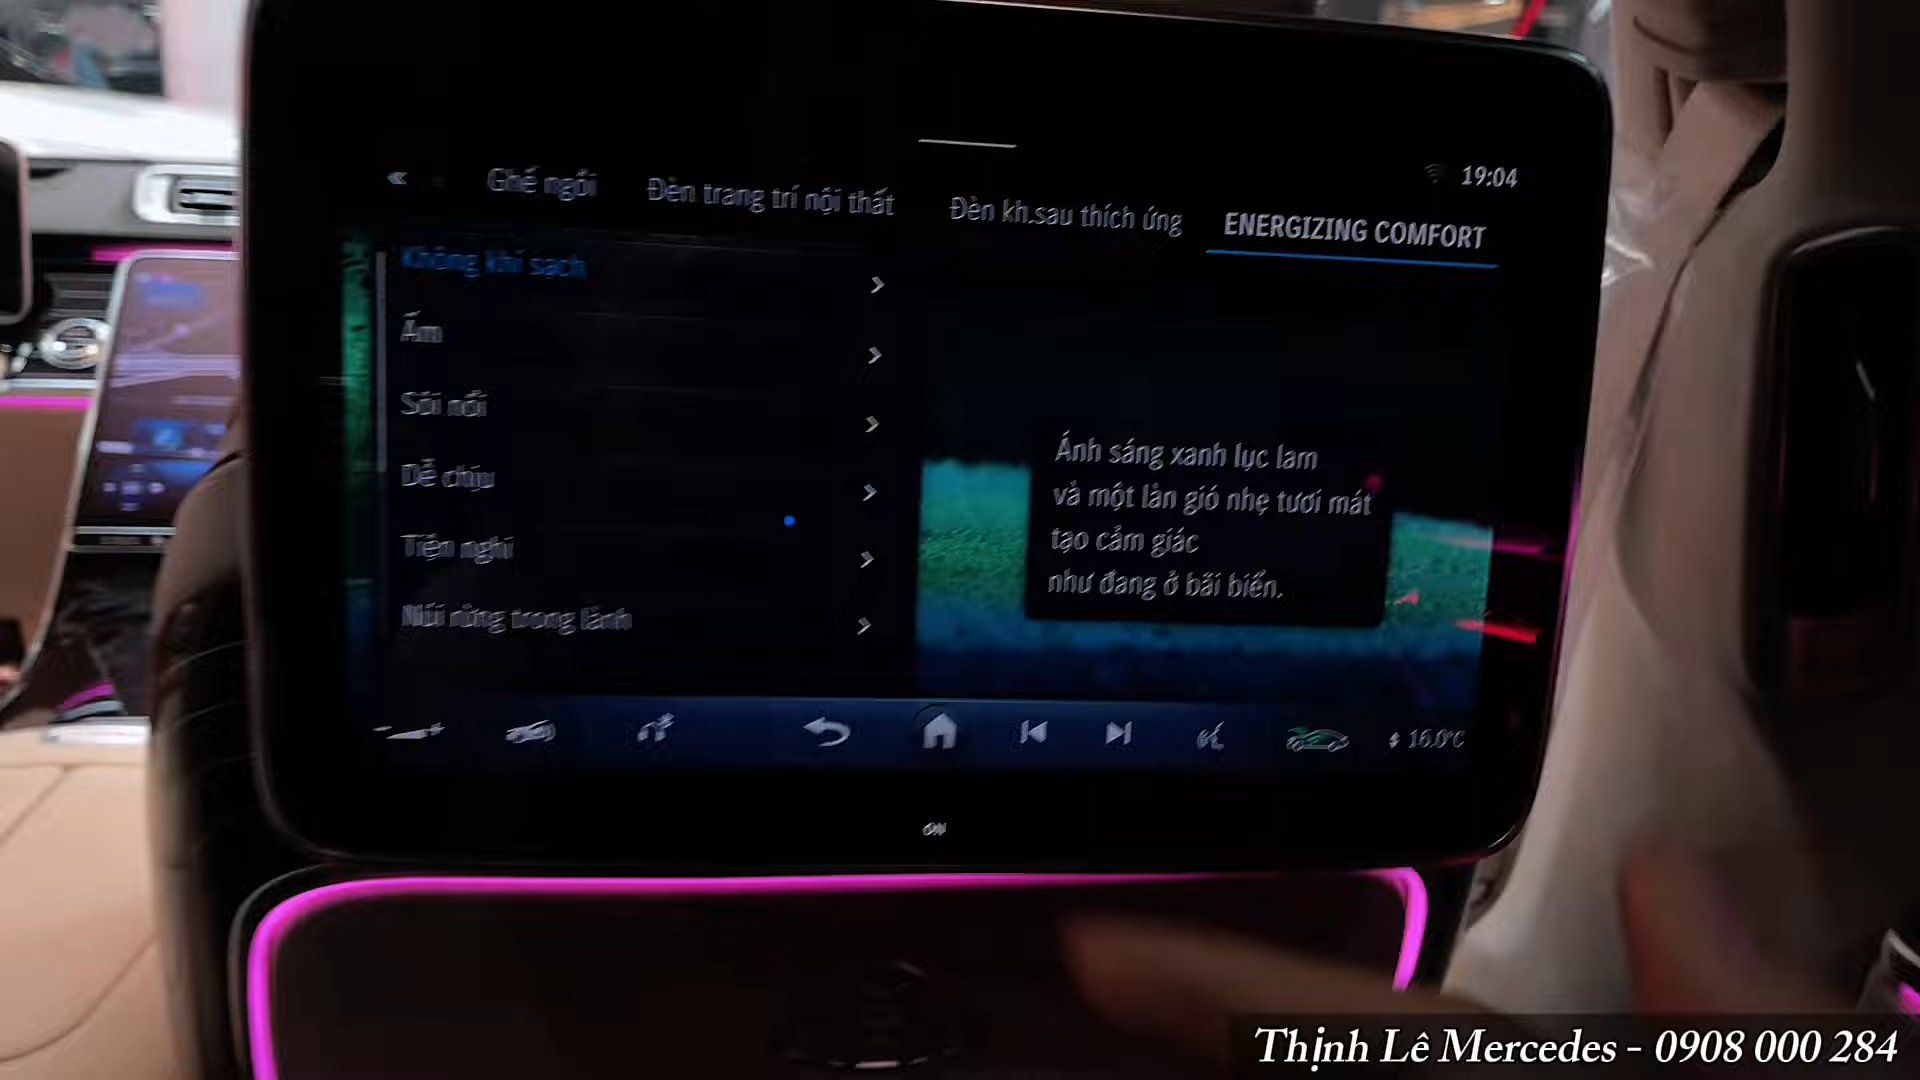 Ghế ngồi
Đèn trang trí nội thất
Đèn kh.sau thích ứng
ENERGIZING COMFORT
19:04
Không khí sạch
Ấm
Sôi nổi
Dễ chịu
Tiện nghi
Núi rừng trong lành
Ánh sáng xanh lục lam
và một làn gió nhẹ tươi mát
tạo cảm giác
như đang ở bãi biển.
16.0°C
Thịnh Lê Mercedes - 0908 000 284